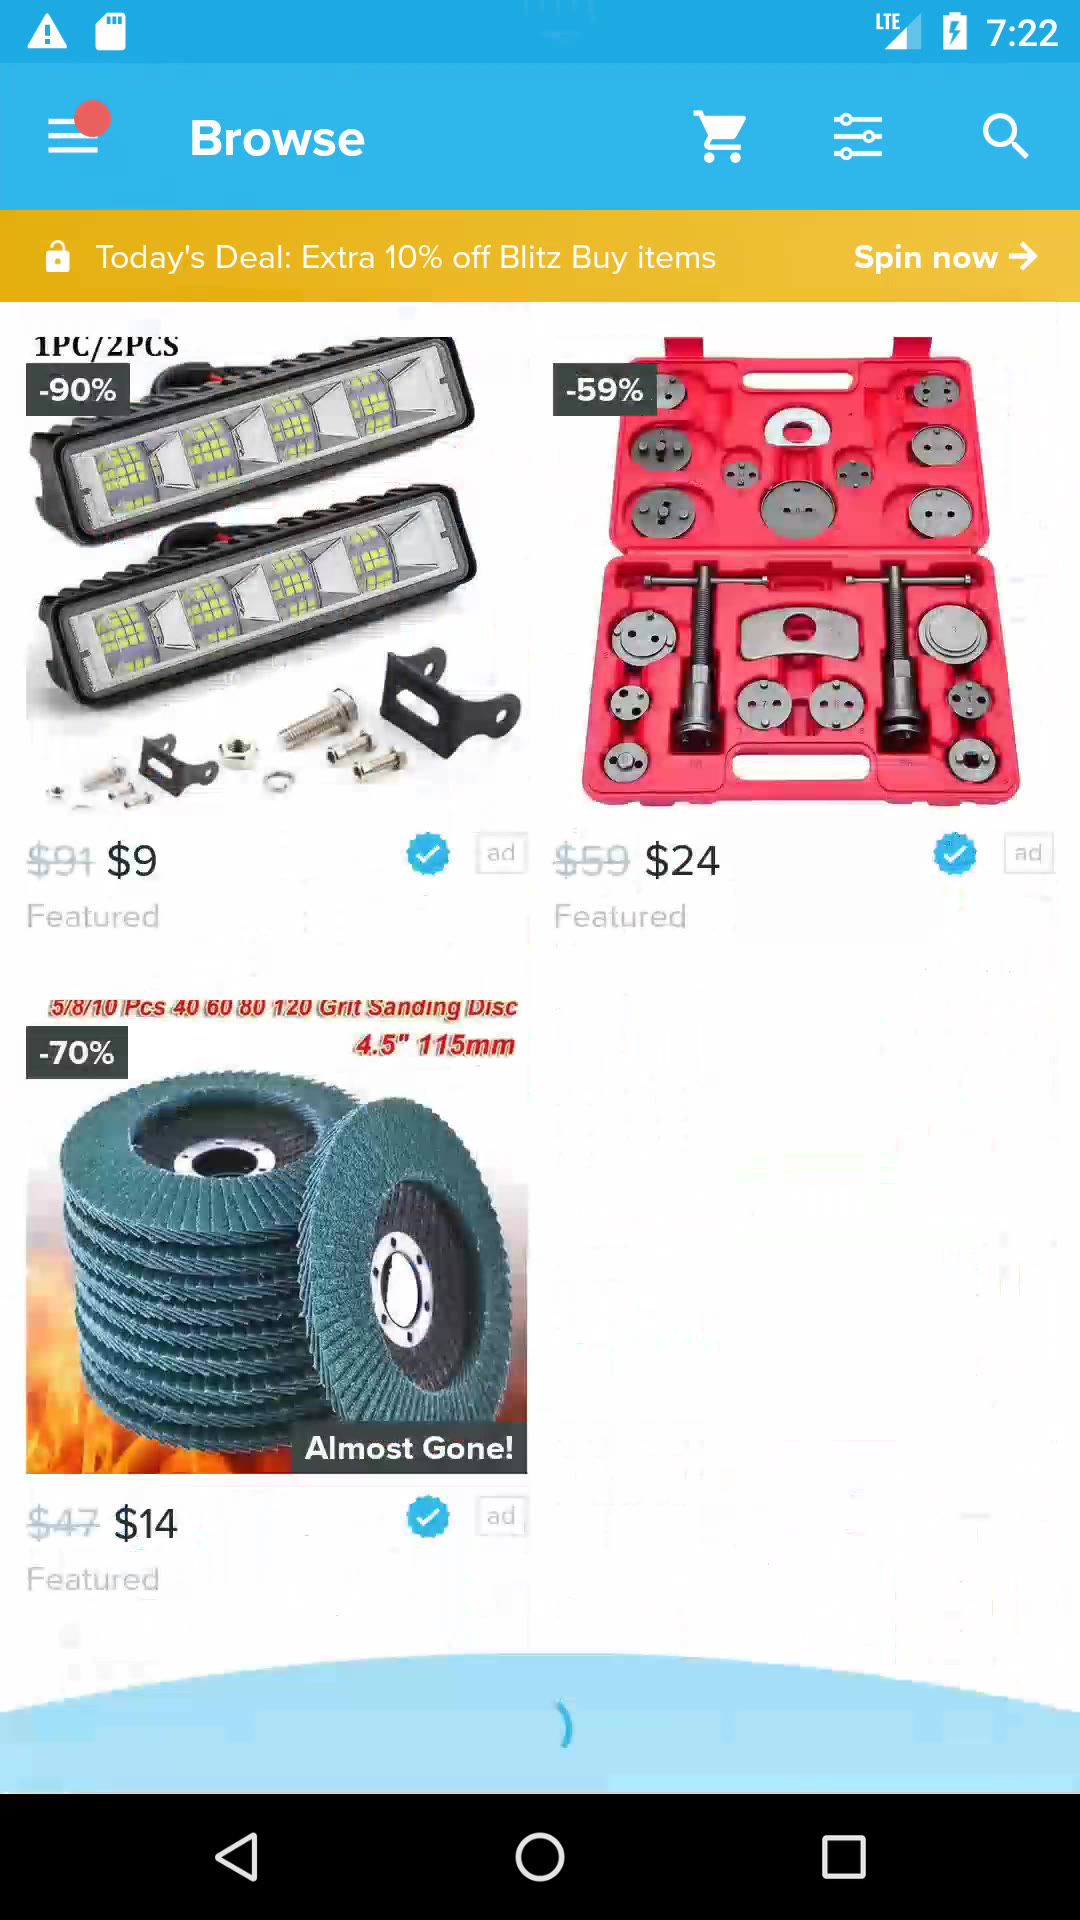 LTE 7:22
Browse
Today's Deal: Extra 10% off Blitz Buy items
Spin now →
1PC/2PCS
-90%
-59%
$91 $9
ad
Featured
$59 $24
ad
Featured
5/8/10 Pcs 40 60 80 120 Grit Sanding Disc
4.5" 115mm
-70%
Almost Gone!
$47 $14
ad
Featured